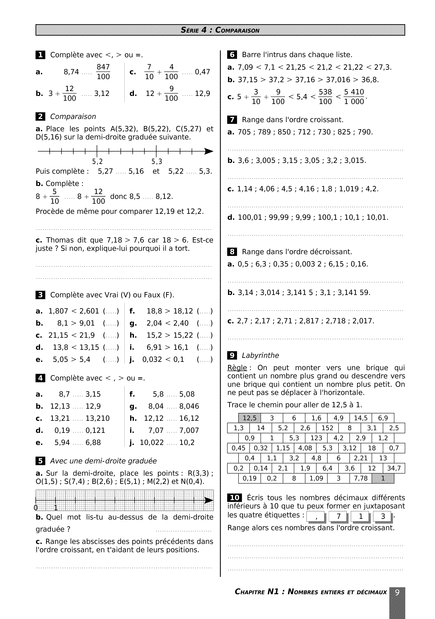 SÉRIE 4 : COMPARAISON
1 Complète avec <, > ou =.
a. 8,74 ..... 847/100 c. 7/10 + 4/100 ..... 0,47
b. 3 + 12/100 ..... 3,12 d. 12 + 9/100 ..... 12,9
2 Comparaison
a. Place les points A(5,32), B(5,22), C(5,27) et
D(5,16) sur la demi-droite graduée suivante.
5,2 5,3
Puis complète : 5,27 ..... 5,16 et 5,22 ..... 5,3.
b. Complète :
8 + 5/10 ..... 8 + 12/100 donc 8,5 ..... 8,12.
Procède de même pour comparer 12,19 et 12,2.
c. Thomas dit que 7,18 > 7,6 car 18 > 6. Est-ce
juste ? Si non, explique-lui pourquoi il a tort.
3 Complète avec Vrai (V) ou Faux (F).
a. 1,807 < 2,601 (.....) f. 18,8 > 18,12 (.....)
b. 8,1 > 9,01 (.....) g. 2,04 < 2,40 (.....)
c. 21,15 < 21,9 (.....) h. 15,2 > 15,22 (.....)
d. 13,8 < 13,15 (.....) i. 6,91 > 16,1 (.....)
e. 5,05 > 5,4 (.....) j. 0,032 < 0,1 (.....)
4 Complète avec < , > ou =.
a. 8,7 ..... 3,15 f. 5,8 ..... 5,08
b. 12,13 ..... 12,9 g. 8,04 ..... 8,046
c. 13,21 ..... 13,210 h. 12,12 ..... 16,12
d. 0,19 ..... 0,121 i. 7,07 ..... 7,007
e. 5,94 ..... 6,88 j. 10,022 ..... 10,2
5 Avec une demi-droite graduée
a. Sur la demi-droite, place les points : R(3,3) ;
O(1,5) ; S(7,4) ; B(2,6) ; E(5,1) ; M(2,2) et N(0,4).
0 1
b. Quel mot lis-tu au-dessus de la demi-droite
graduée ?
c. Range les abscisses des points précédents dans
l'ordre croissant, en t'aidant de leurs positions.
6 Barre l'intrus dans chaque liste.
a. 7,09 < 7,1 < 21,25 < 21,2 < 21,22 < 27,3.
b. 37,15 > 37,2 > 37,16 > 37,016 > 36,8.
c. 5 + 3/10 + 9/100 < 5,4 < 538/100 < 5 410/1 000.
7 Range dans l'ordre croissant.
a. 705 ; 789 ; 850 ; 712 ; 730 ; 825 ; 790.
b. 3,6 ; 3,005 ; 3,15 ; 3,05 ; 3,2 ; 3,015.
c. 1,14 ; 4,06 ; 4,5 ; 4,16 ; 1,8 ; 1,019 ; 4,2.
d. 100,01 ; 99,99 ; 9,99 ; 100,1 ; 10,1 ; 10,01.
8 Range dans l'ordre décroissant.
a. 0,5 ; 6,3 ; 0,35 ; 0,003 2 ; 6,15 ; 0,16.
b. 3,14 ; 3,014 ; 3,141 5 ; 3,1 ; 3,141 59.
c. 2,7 ; 2,17 ; 2,71 ; 2,817 ; 2,718 ; 2,017.
9 Labyrinthe
Règle : On peut monter vers une brique qui
contient un nombre plus grand ou descendre vers
une brique qui contient un nombre plus petit. On
ne peut pas se déplacer à l'horizontale.
Trace le chemin pour aller de 12,5 à 1.
12,5 3 6 1,6 4,9 14,5 6,9
1,3 14 5,2 2,6 152 8 3,1 2,5
0,9 1 5,3 123 4,2 2,9 1,2
0,45 0,32 1,15 4,08 5,3 3,12 18 0,7
0,4 1,1 3,2 4,8 6 2,21 13
0,2 0,14 2,1 1,9 6,4 3,6 12 34,7
0,19 0,2 8 1,09 3 7,78 1
10 Écris tous les nombres décimaux différents
inférieurs à 10 que tu peux former en juxtaposant
les quatre étiquettes : , 7 1 3 .
Range alors ces nombres dans l'ordre croissant.
CHAPITRE N1 : NOMBRES ENTIERS ET DÉCIMAUX 9